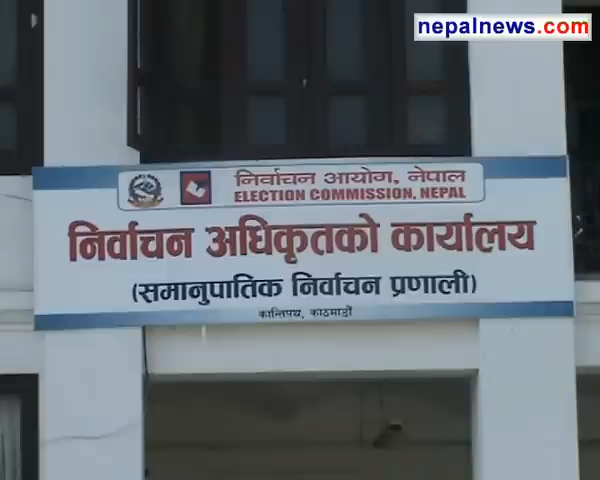 nepalnews.com
निर्वाचन आयोग, नेपाल
ELECTION COMMISSION, NEPAL
निर्वाचन अधिकृतको कार्यालय
(समानुपातिक निर्वाचन प्रणाली)
कान्तिपथ, काठमाडौं